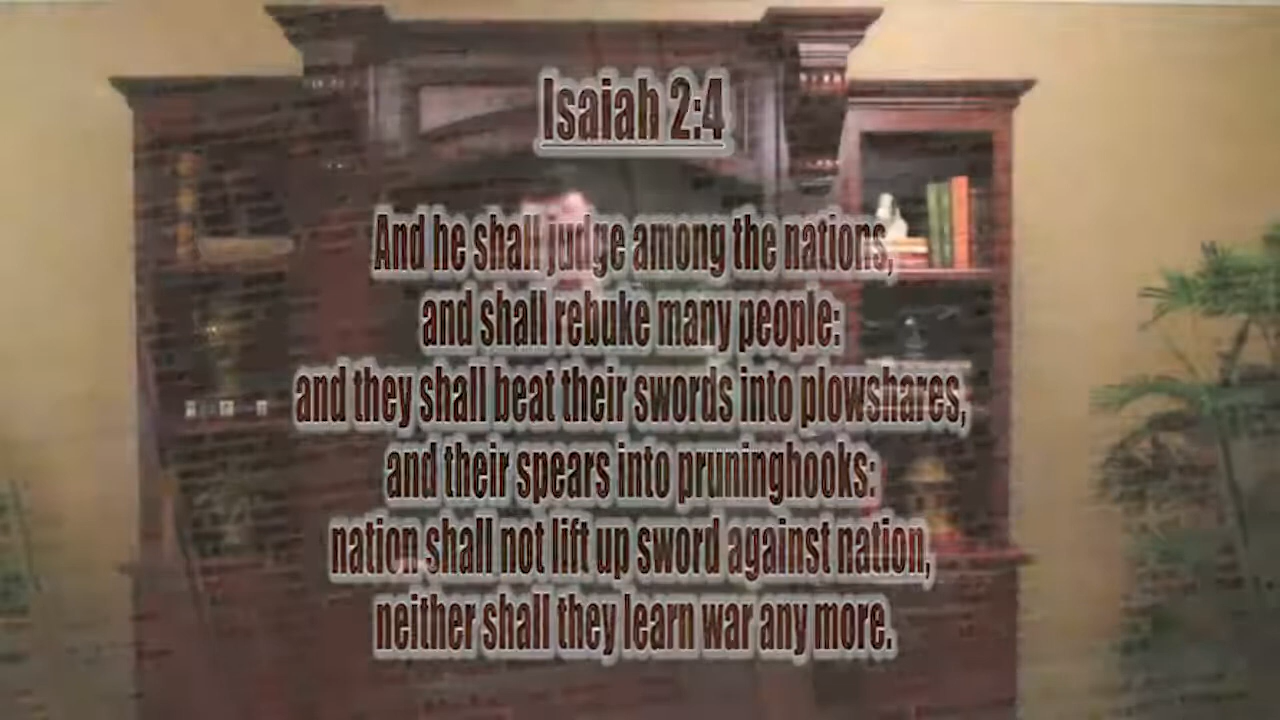 Isaiah 2:4
And he shall judge among the nations,
and shall rebuke many people:
and they shall beat their swords into plowshares,
and their spears into pruninghooks:
nation shall not lift up sword against nation,
neither shall they learn war any more.